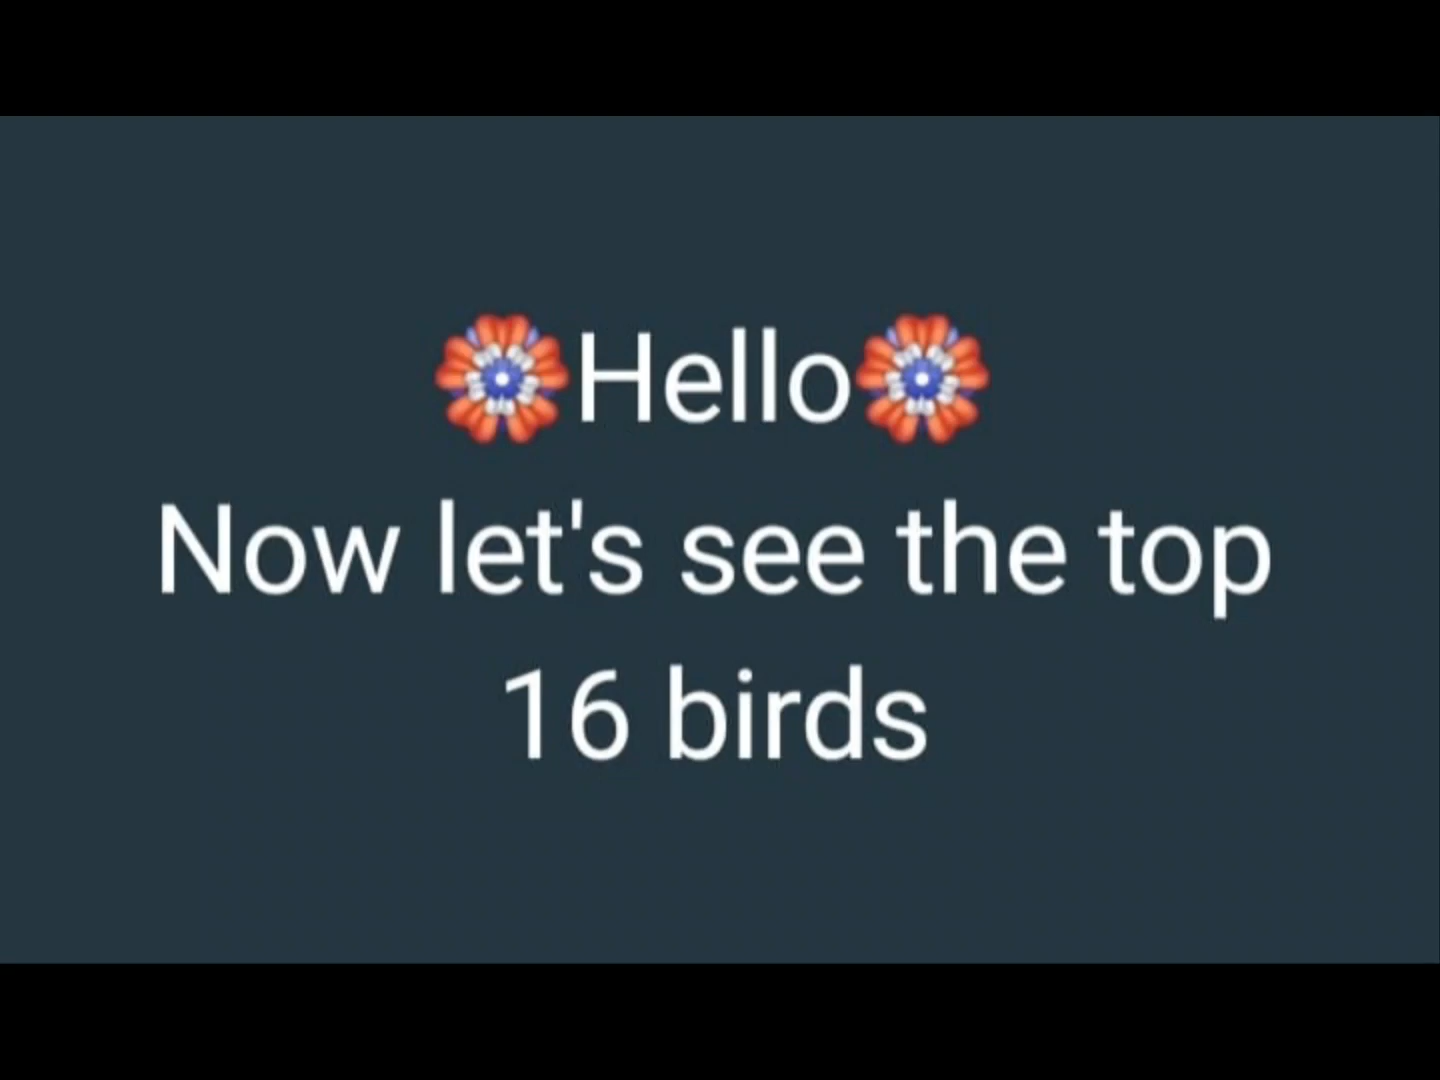 🏵️Hello🏵️
Now let's see the top
16 birds